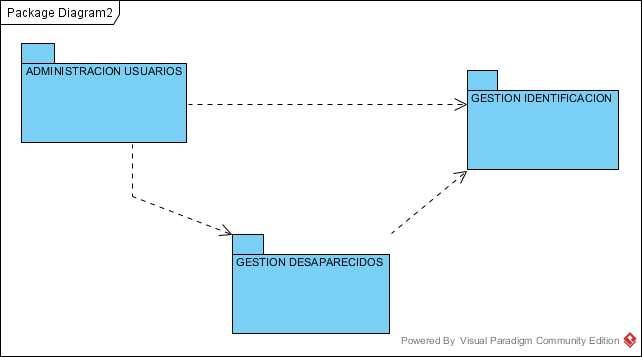 Package Diagram2
ADMINISTRACION USUARIOS
GESTION IDENTIFICACION
GESTION DESAPARECIDOS
Powered By Visual Paradigm Community Edition